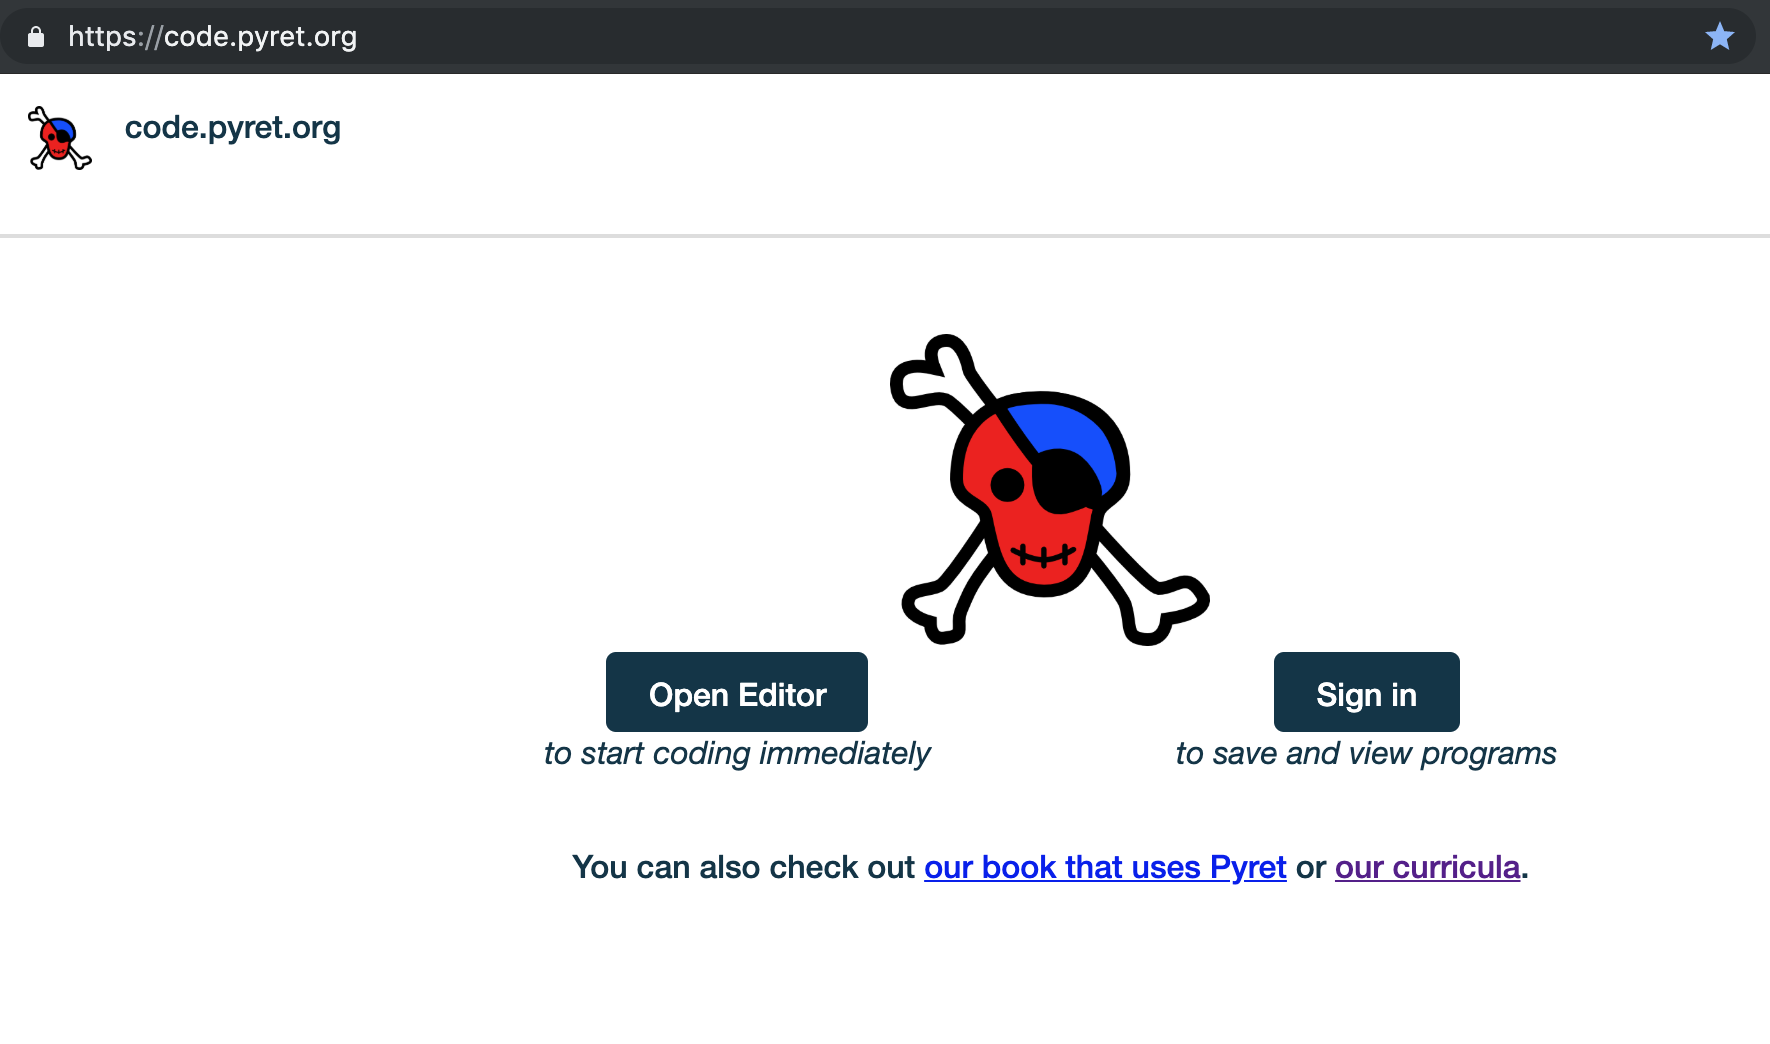 https://code.pyret.org
code.pyret.org
Open Editor
Sign in
to start coding immediately
to save and view programs
You can also check out our book that uses Pyret or our curricula.